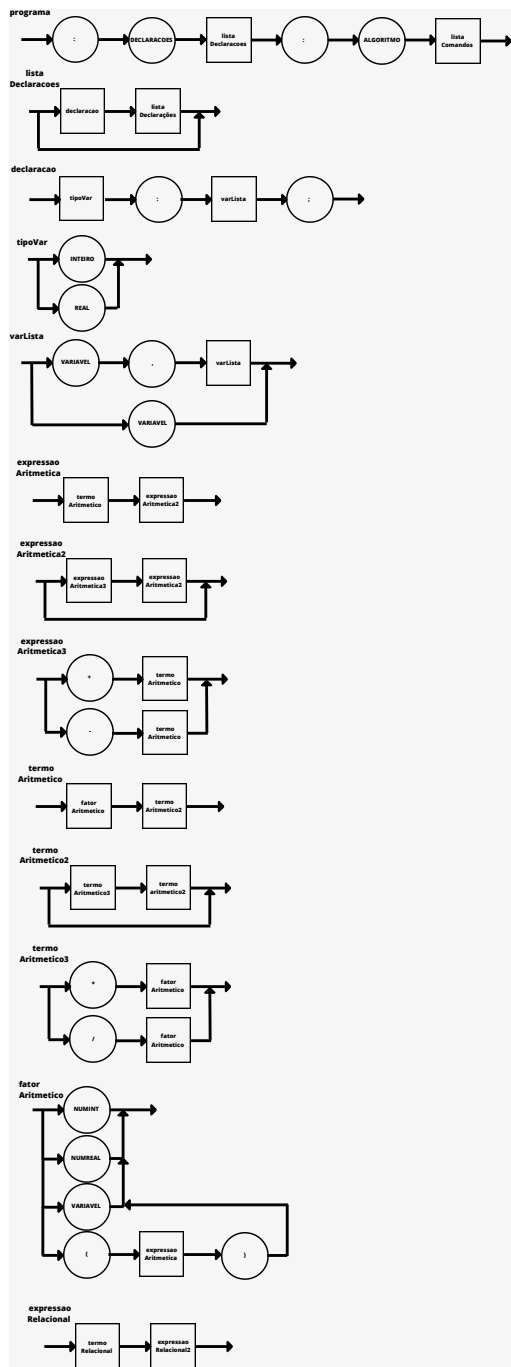 programa
:
DECLARACOES
lista
Declaracoes
:
ALGORITMO
lista
Comandos
lista
Declaracoes
declaracao
lista
Declarações
declaracao
tipoVar
:
varLista
;
tipoVar
INTEIRO
REAL
varLista
VARIAVEL
,
varLista
VARIAVEL
expressao
Aritmetica
termo
Aritmetico
expressao
Aritmetica2
expressao
Aritmetica2
expressao
Aritmetica3
expressao
Aritmetica2
expressao
Aritmetica3
termo
Aritmetico
-
termo
Aritmetico
termo
Aritmetico
fator
Aritmetico
termo
Aritmetico2
termo
Aritmetico2
termo
Aritmetico3
termo
aritmetico2
termo
Aritmetico3
*
fator
Aritmetico
/
fator
Aritmetico
fator
Aritmetico
NUMINT
NUMREAL
VARIAVEL
(
expressao
Aritmetica
)
expressao
Relacional
termo
Relacional
expressao
Relacional2